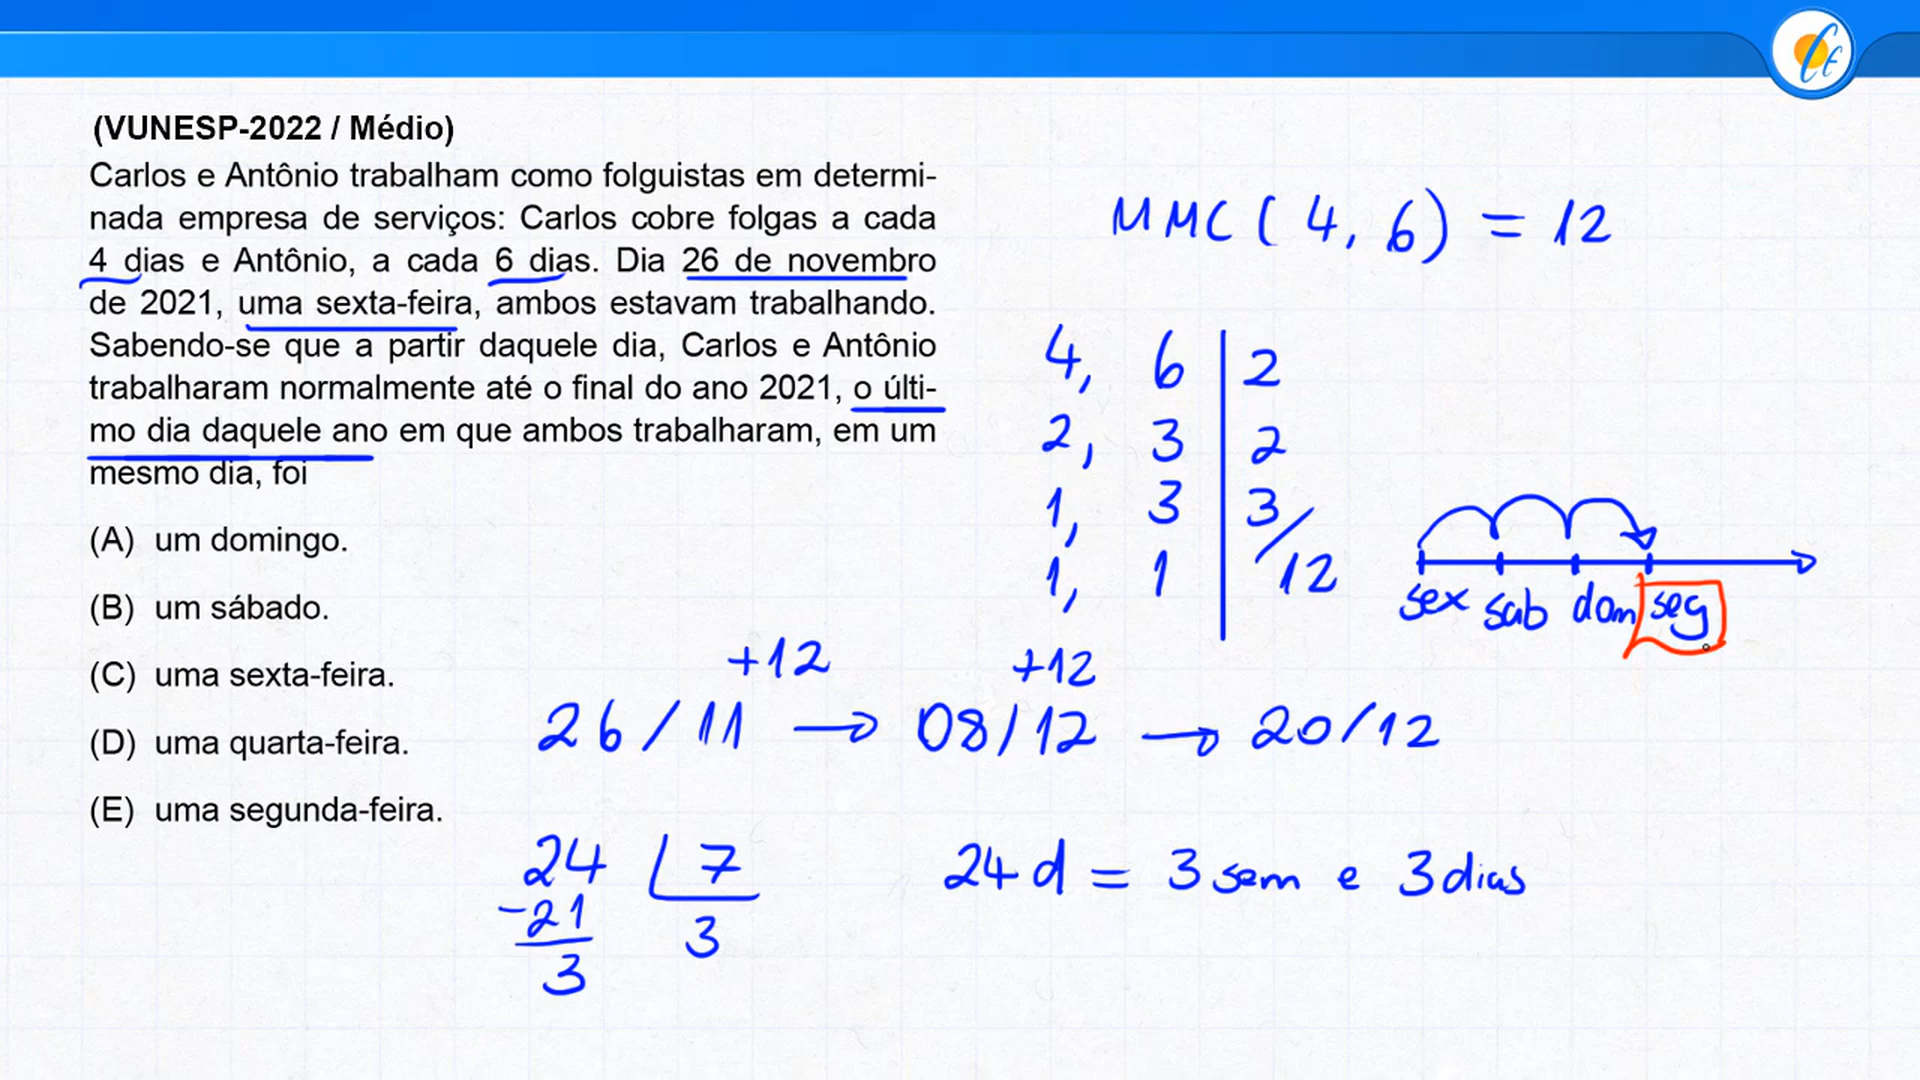 (VUNESP-2022 / Médio)
Carlos e Antônio trabalham como folguistas em determi-
nada empresa de serviços: Carlos cobre folgas a cada
4 dias e Antônio, a cada 6 dias. Dia 26 de novembro
de 2021, uma sexta-feira, ambos estavam trabalhando.
Sabendo-se que a partir daquele dia, Carlos e Antônio
trabalharam normalmente até o final do ano 2021, o últi-
mo dia daquele ano em que ambos trabalharam, em um
mesmo dia, foi
(A) um domingo.
(B) um sábado.
(C) uma sexta-feira.
(D) uma quarta-feira.
(E) uma segunda-feira.
MMC ( 4, 6) = 12
4, 6 | 2
2, 3 | 2
1, 3 | 3
1, 1 | 12
sex sab dom seg
+12 +12
26/11 → 08/12 → 20/12
24 7
-21 3
3
24 d = 3 sem e 3 dias
CE